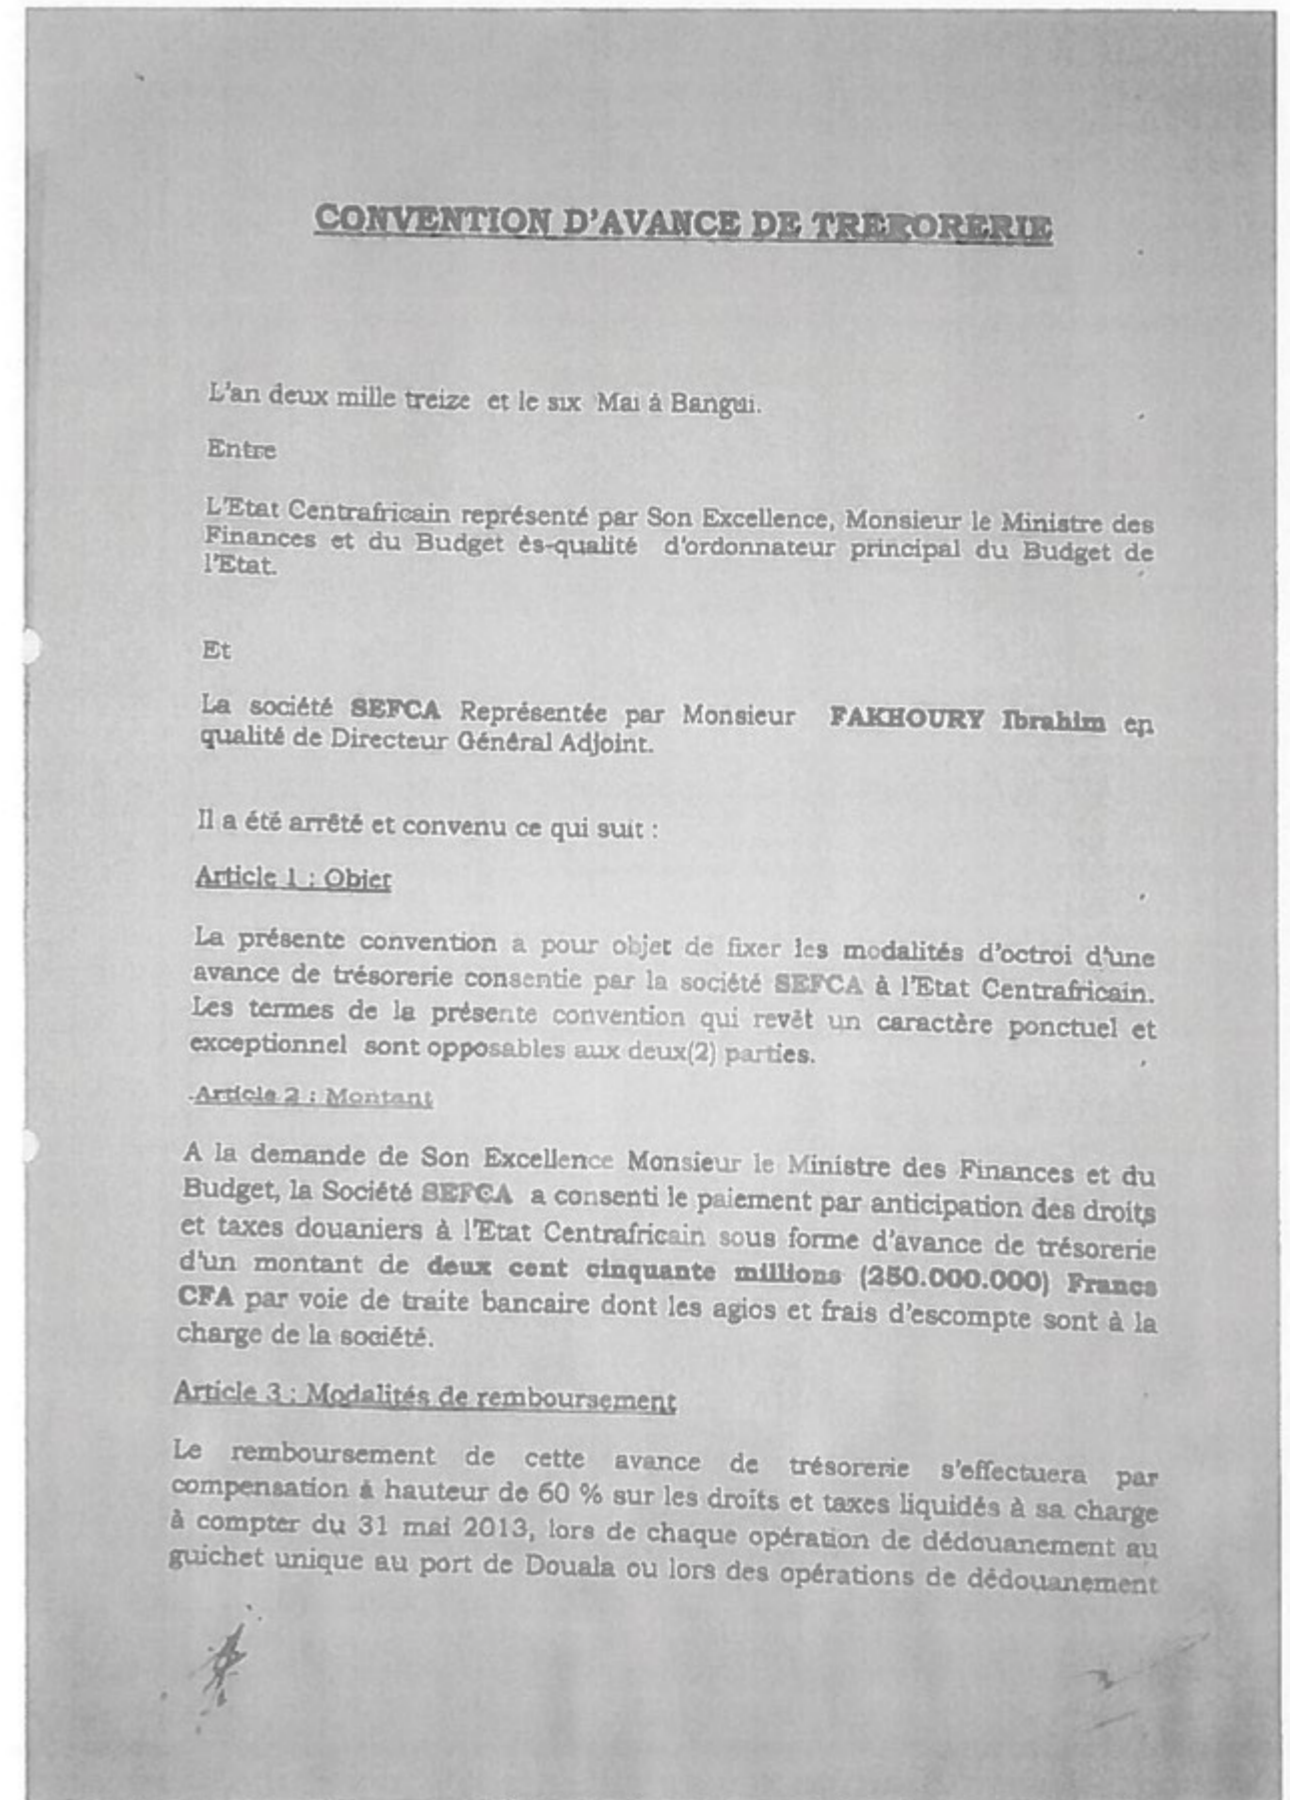 CONVENTION D'AVANCE DE TRERORERIE
L'an deux mille treize et le six Mai à Bangui.
Entre
L'Etat Centrafricain représenté par Son Excellence, Monsieur le Ministre des
Finances et du Budget ès-qualité d'ordonnateur principal du Budget de
l'Etat.
Et
La société SEFCA Représentée par Monsieur FAKHOURY Ibrahim en
qualité de Directeur Général Adjoint.
Il a été arrêté et convenu ce qui suit :
Article 1 : Objet
La présente convention a pour objet de fixer les modalités d'octroi d'une
avance de trésorerie consentie par la société SEFCA à l'Etat Centrafricain.
Les termes de la présente convention qui revêt un caractère ponctuel et
exceptionnel sont opposables aux deux(2) parties.
Article 2 : Montant
A la demande de Son Excellence Monsieur le Ministre des Finances et du
Budget, la Société SEFCA a consenti le paiement par anticipation des droits
et taxes douaniers à l'Etat Centrafricain sous forme d'avance de trésorerie
d'un montant de deux cent cinquante millions (250.000.000) Francs
CFA par voie de traite bancaire dont les agios et frais d'escompte sont à la
charge de la société.
Article 3 : Modalités de remboursement
Le remboursement de cette avance de trésorerie s'effectuera par
compensation à hauteur de 60 % sur les droits et taxes liquidés à sa charge
à compter du 31 mai 2013, lors de chaque opération de dédouanement au
guichet unique au port de Douala ou lors des opérations de dédouanement